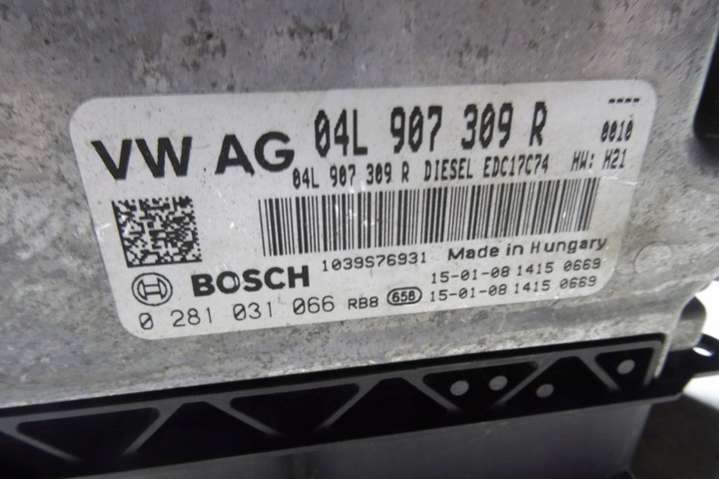 VW AG 04L 907 309 R ----
0010
04L 907 309 R DIESEL EDC17C74 HW: H21
1039S76931 Made in Hungary
BOSCH 15-01-08 1415 0669
0 281 031 066 RB8 658 15-01-08 1415 0669